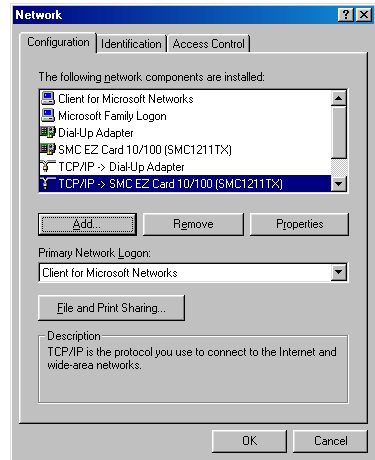 Network
Configuration Identification Access Control
The following network components are installed:
Client for Microsoft Networks
Microsoft Family Logon
Dial-Up Adapter
SMC EZ Card 10/100 (SMC1211TX)
TCP/IP -> Dial-Up Adapter
TCP/IP -> SMC EZ Card 10/100 (SMC1211TX)
Add... Remove Properties
Primary Network Logon:
Client for Microsoft Networks
File and Print Sharing...
Description
TCP/IP is the protocol you use to connect to the Internet and
wide-area networks.
OK Cancel